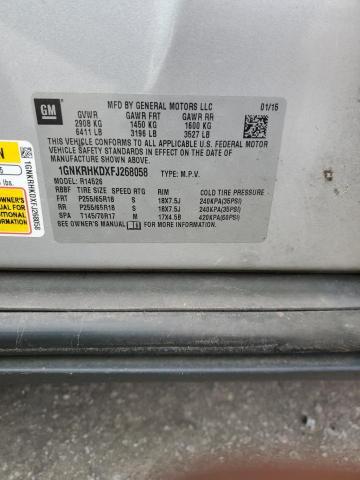 GM
MFD BY GENERAL MOTORS LLC 01/15
GVWR GAWR FRT GAWR RR
2908 KG 1450 KG 1600 KG
6411 LB 3196 LB 3527 LB
THIS VEHICLE CONFORMS TO ALL APPLICABLE U.S. FEDERAL MOTOR
VEHICLE SAFETY STANDARDS IN EFFECT ON THE DATE OF
MANUFACTURE SHOWN ABOVE.
1GNKRHKDXFJ268058 TYPE: M.P.V.
MODEL: R14526
RBBF TIRE SIZE SPEED RTG RIM COLD TIRE PRESSURE
FRT P255/65R18 S 18X7.5J 240KPA(35PSI)
RR P255/65R18 S 18X7.5J 240KPA(35PSI)
SPA T145/70R17 M 17X4.5B 420KPA(60PSI)
SEE OWNER'S MANUAL
1GNKRHKDXFJ268058
N
5
lbs.
OWNER'S
MANUAL FOR
ADDITIONAL
INFORMATION